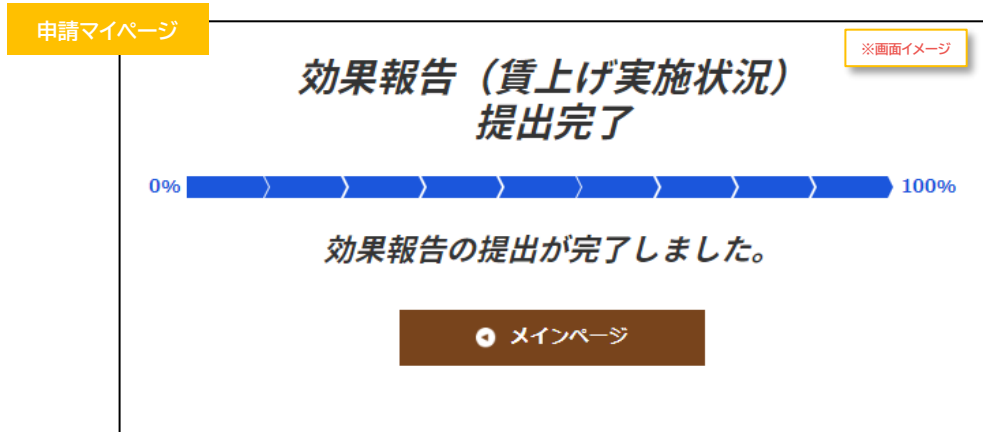 申請マイページ
※画面イメージ
効果報告（賃上げ実施状況）
提出完了
0%
100%
効果報告の提出が完了しました。
メインページ